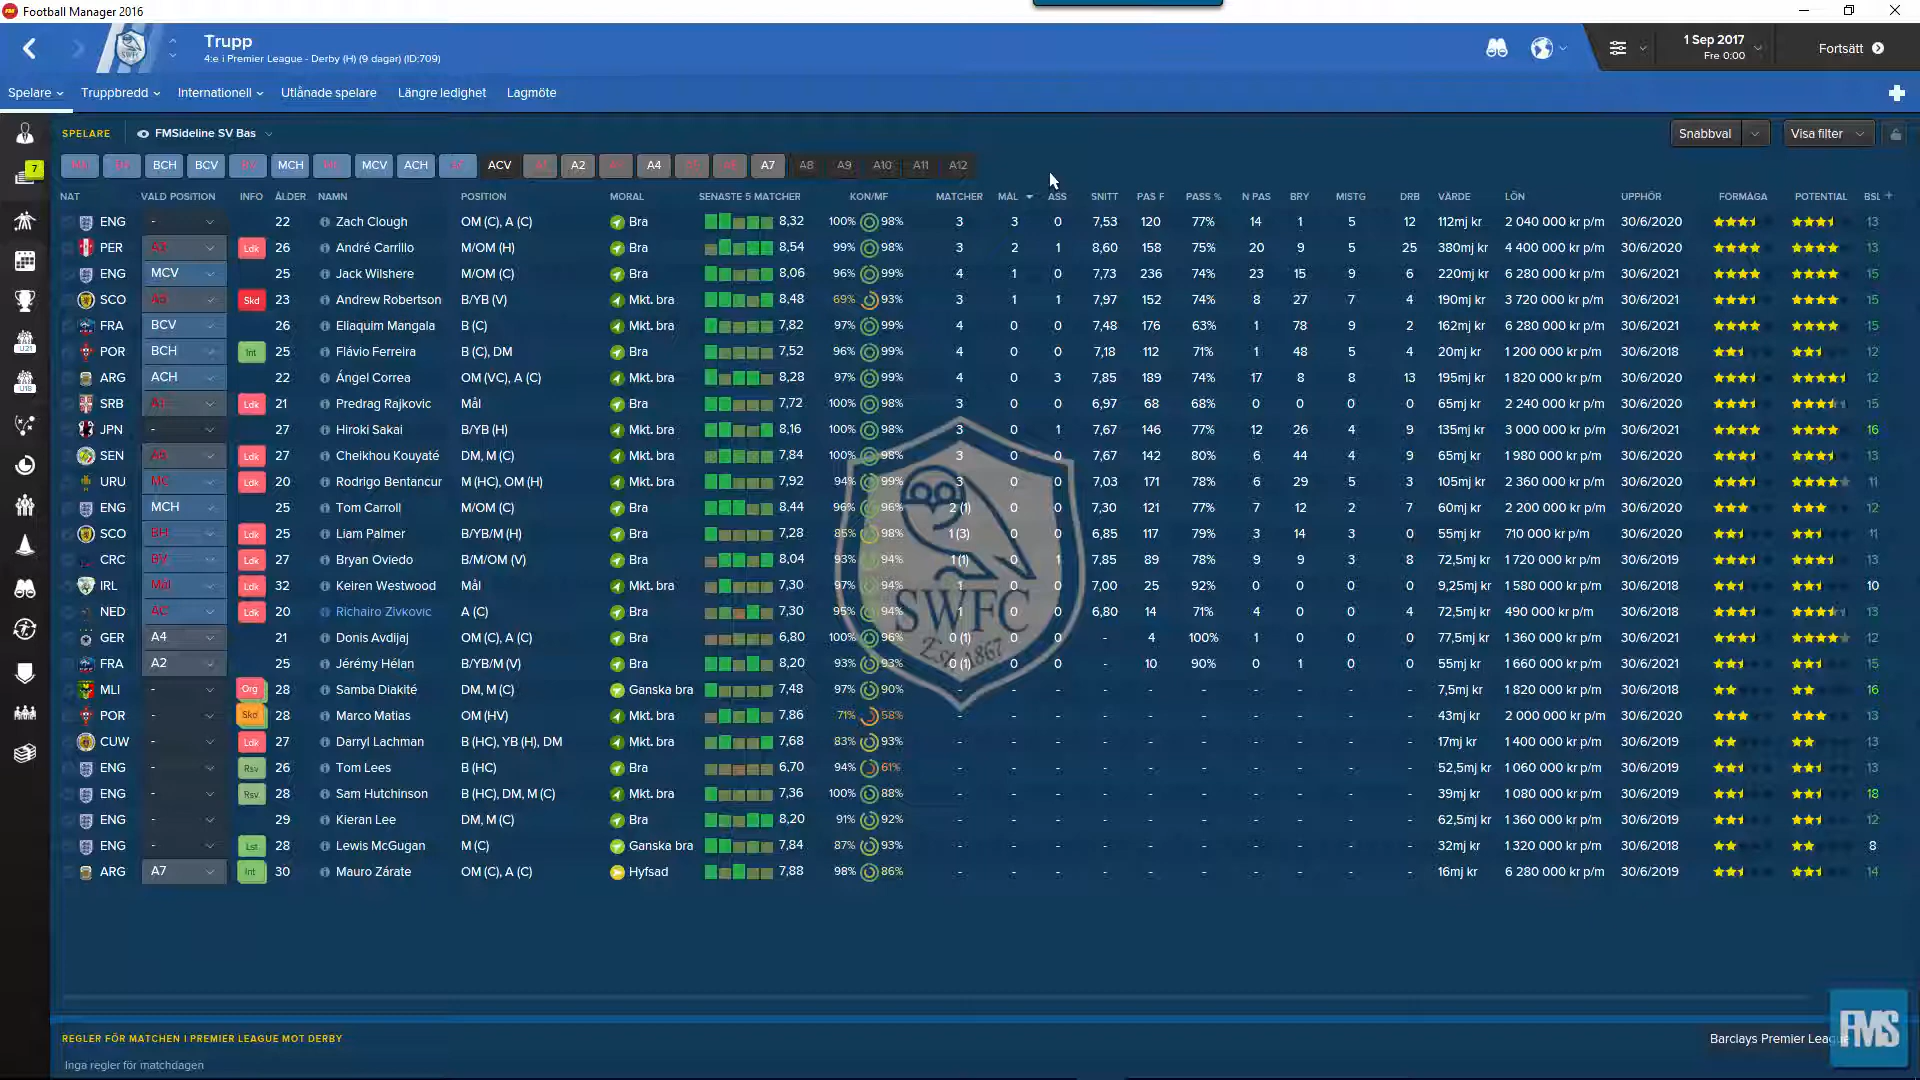 Football Manager 2016
Trupp
4:e i Premier League - Derby (H) (9 dagar) (ID:709)
1 Sep 2017
Fre 0:00
Fortsätt
Spelare Truppbredd Internationell Utlånade spelare Längre ledighet Lagmöte
SPELARE FMSideline SV Bas Snabbval Visa filter
BCH BCV MCH MCV ACH ACV A2 A4 A7 A8 A9 A10 A11 A12
NAT VALD POSITION INFO ÅLDER NAMN POSITION MORAL SENASTE 5 MATCHER KON/MF MATCHER MÅL ASS SNITT PAS F PASS % N PAS BRY MISTG DRB VÄRDE LÖN UPPHÖR FORMÅGA POTENTIAL BSL
ENG - 22 Zach Clough OM (C), A (C) Bra 8,32 100% 98% 3 3 0 7,53 120 77% 14 1 5 12 112mj kr 2 040 000 kr p/m 30/6/2020 13
PER Ldk 26 André Carrillo M/OM (H) Bra 8,54 99% 98% 3 2 1 8,60 158 75% 20 9 5 25 380mj kr 4 400 000 kr p/m 30/6/2020 13
ENG MCV 25 Jack Wilshere M/OM (C) Bra 8,06 96% 99% 4 1 0 7,73 236 74% 23 15 9 6 220mj kr 6 280 000 kr p/m 30/6/2021 15
SCO Skd 23 Andrew Robertson B/YB (V) Mkt. bra 8,48 69% 93% 3 1 1 7,97 152 74% 8 27 7 4 190mj kr 3 720 000 kr p/m 30/6/2021 15
FRA BCV 26 Eliaquim Mangala B (C) Mkt. bra 7,82 97% 99% 4 0 0 7,48 176 63% 1 78 9 2 162mj kr 6 280 000 kr p/m 30/6/2021 15
POR BCH Int 25 Flávio Ferreira B (C), DM Bra 7,52 96% 99% 4 0 0 7,18 112 71% 1 48 5 4 20mj kr 1 200 000 kr p/m 30/6/2018 12
ARG ACH 22 Ángel Correa OM (VC), A (C) Mkt. bra 8,28 97% 99% 4 0 3 7,85 189 74% 17 8 8 13 195mj kr 1 820 000 kr p/m 30/6/2020 12
SRB Ldk 21 Predrag Rajkovic Mål Bra 7,72 100% 98% 3 0 0 6,97 68 68% 0 0 0 0 65mj kr 2 240 000 kr p/m 30/6/2020 15
JPN - 27 Hiroki Sakai B/YB (H) Mkt. bra 8,16 100% 98% 3 0 1 7,67 146 77% 12 26 4 9 135mj kr 3 000 000 kr p/m 30/6/2021 16
SEN Ldk 27 Cheikhou Kouyaté DM, M (C) Mkt. bra 7,84 100% 98% 3 0 0 7,67 142 80% 6 44 4 9 65mj kr 1 980 000 kr p/m 30/6/2020 13
URU MC Ldk 20 Rodrigo Bentancur M (HC), OM (H) Mkt. bra 7,92 94% 99% 3 0 0 7,03 171 78% 6 29 5 3 105mj kr 2 360 000 kr p/m 30/6/2020 11
ENG MCH 25 Tom Carroll M/OM (C) Bra 8,44 96% 96% 2 (1) 0 0 7,30 121 77% 7 12 2 7 60mj kr 2 200 000 kr p/m 30/6/2020 12
SCO BH Ldk 25 Liam Palmer B/YB/M (H) Bra 7,28 85% 98% 1 (3) 0 0 6,85 117 79% 3 14 3 0 55mj kr 710 000 kr p/m 30/6/2020 11
CRC BV Ldk 27 Bryan Oviedo B/M/OM (V) Bra 8,04 93% 94% 1 (1) 0 1 7,85 89 78% 9 9 3 8 72,5mj kr 1 720 000 kr p/m 30/6/2020 13
IRL Mål Ldk 32 Keiren Westwood Mål Mkt. bra 7,30 97% 94% 1 0 0 7,00 25 92% 0 0 0 0 9,25mj kr 1 580 000 kr p/m 30/6/2018 10
NED AC Ldk 20 Richairo Zivkovic A (C) Bra 7,30 95% 94% 1 0 0 6,80 14 71% 4 0 0 4 72,5mj kr 490 000 kr p/m 30/6/2018 13
GER A4 21 Donis Avdijaj OM (C), A (C) Bra 6,80 100% 96% 0 (1) 0 0 - 4 100% 1 0 0 0 77,5mj kr 1 360 000 kr p/m 30/6/2021 12
FRA A2 25 Jérémy Hélan B/YB/M (V) Bra 8,20 93% 93% 0 (1) 0 0 - 10 90% 0 1 0 0 55mj kr 1 660 000 kr p/m 30/6/2021 15
MLI - Org 28 Samba Diakité DM, M (C) Ganska bra 7,48 97% 90% - - - - - - - - - - 7,5mj kr 1 820 000 kr p/m 30/6/2018 16
POR - Skd 28 Marco Matias OM (HV) Mkt. bra 7,86 71% 58% - - - - - - - - - - 43mj kr 2 000 000 kr p/m 30/6/2020 13
CUW - Ldk 27 Darryl Lachman B (HC), YB (H), DM Mkt. bra 7,68 83% 93% - - - - - - - - - - 17mj kr 1 400 000 kr p/m 30/6/2019 13
ENG - Rsv 26 Tom Lees B (HC) Bra 6,70 94% 61% - - - - - - - - - - 52,5mj kr 1 060 000 kr p/m 30/6/2019 13
ENG - Rsv 28 Sam Hutchinson B (HC), DM, M (C) Mkt. bra 7,36 100% 88% - - - - - - - - - - 39mj kr 1 080 000 kr p/m 30/6/2019 18
ENG - 29 Kieran Lee DM, M (C) Bra 8,20 91% 92% - - - - - - - - - - 62,5mj kr 1 360 000 kr p/m 30/6/2019 12
ENG - Lst 28 Lewis McGugan M (C) Ganska bra 7,84 87% 93% - - - - - - - - - - 32mj kr 1 320 000 kr p/m 30/6/2018 8
ARG A7 Int 30 Mauro Zárate OM (C), A (C) Hyfsad 7,88 98% 86% - - - - - - - - - - 16mj kr 6 280 000 kr p/m 30/6/2019 14
SWFC
Est 1867
REGLER FÖR MATCHEN I PREMIER LEAGUE MOT DERBY
Barclays Premier League
FMS
Inga regler för matchdagen